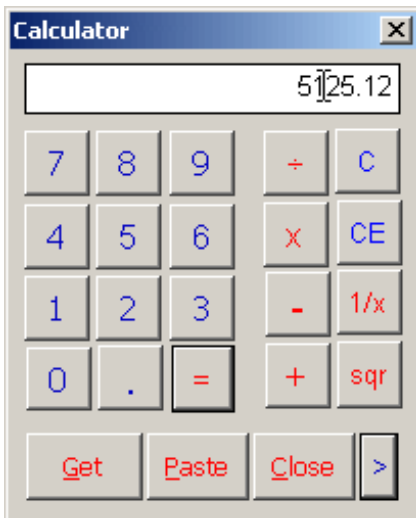 Calculator
5125.12
7 8 9 ÷ C
4 5 6 x CE
1 2 3 - 1/x
0 . = + sqr
Get Paste Close >